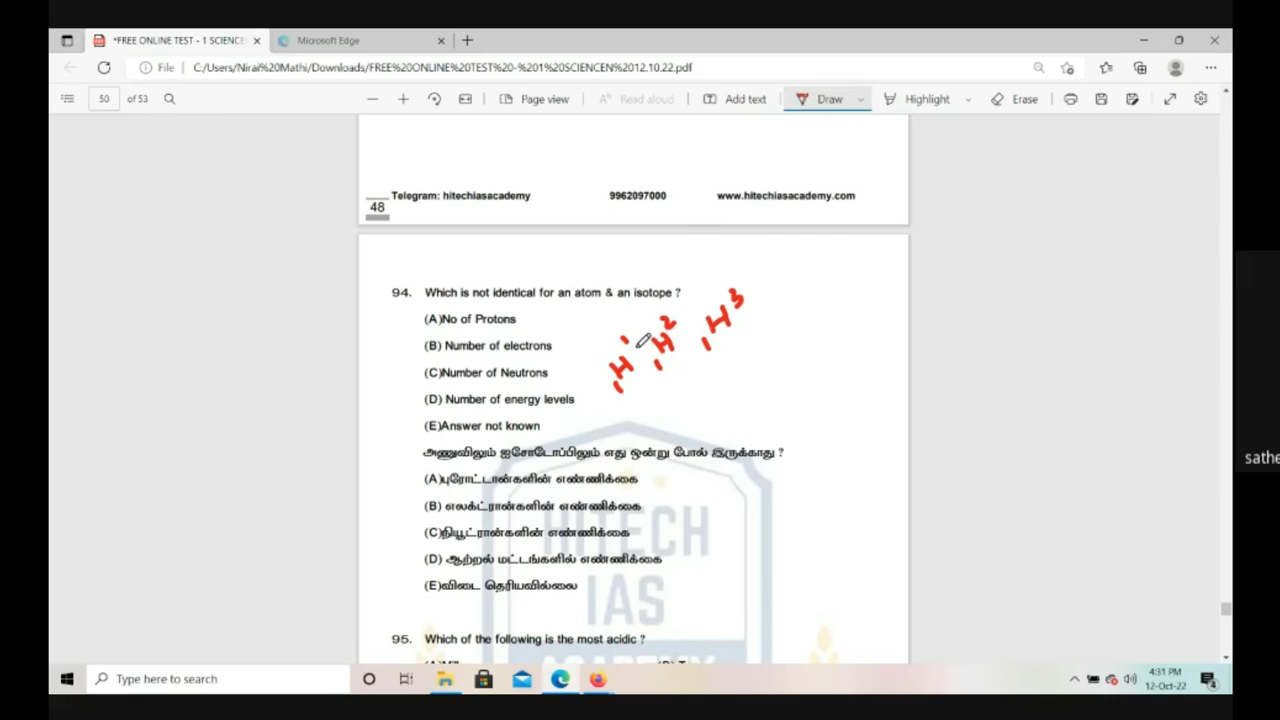 *FREE ONLINE TEST - 1 SCIENCE
Microsoft Edge
File
C:/Users/Nirai%20Mathi/Downloads/FREE%20ONLINE%20TEST%20-%201%20SCIENCEN%2012.10.22.pdf
50 of 53
Page view
Read aloud
Add text
Draw
Highlight
Erase
Telegram: hitechiasacademy 9962097000 www.hitechiasacademy.com
48
94. Which is not identical for an atom & an isotope ?
(A)No of Protons
(B) Number of electrons
(C)Number of Neutrons
(D) Number of energy levels
(E)Answer not known
₁H¹ ₁H² ₁H³
அணுவிலும் ஐசோடோப்பிலும் எது ஒன்று போல் இருக்காது ?
(A)புரோட்டான்களின் எண்ணிக்கை
(B) எலக்ட்ரான்களின் எண்ணிக்கை
(C)நியூட்ரான்களின் எண்ணிக்கை
(D) ஆற்றல் மட்டங்களில் எண்ணிக்கை
(E)விடை தெரியவில்லை
HITECH
IAS
95. Which of the following is the most acidic ?
sathe
Type here to search
4:31 PM
12-Oct-22